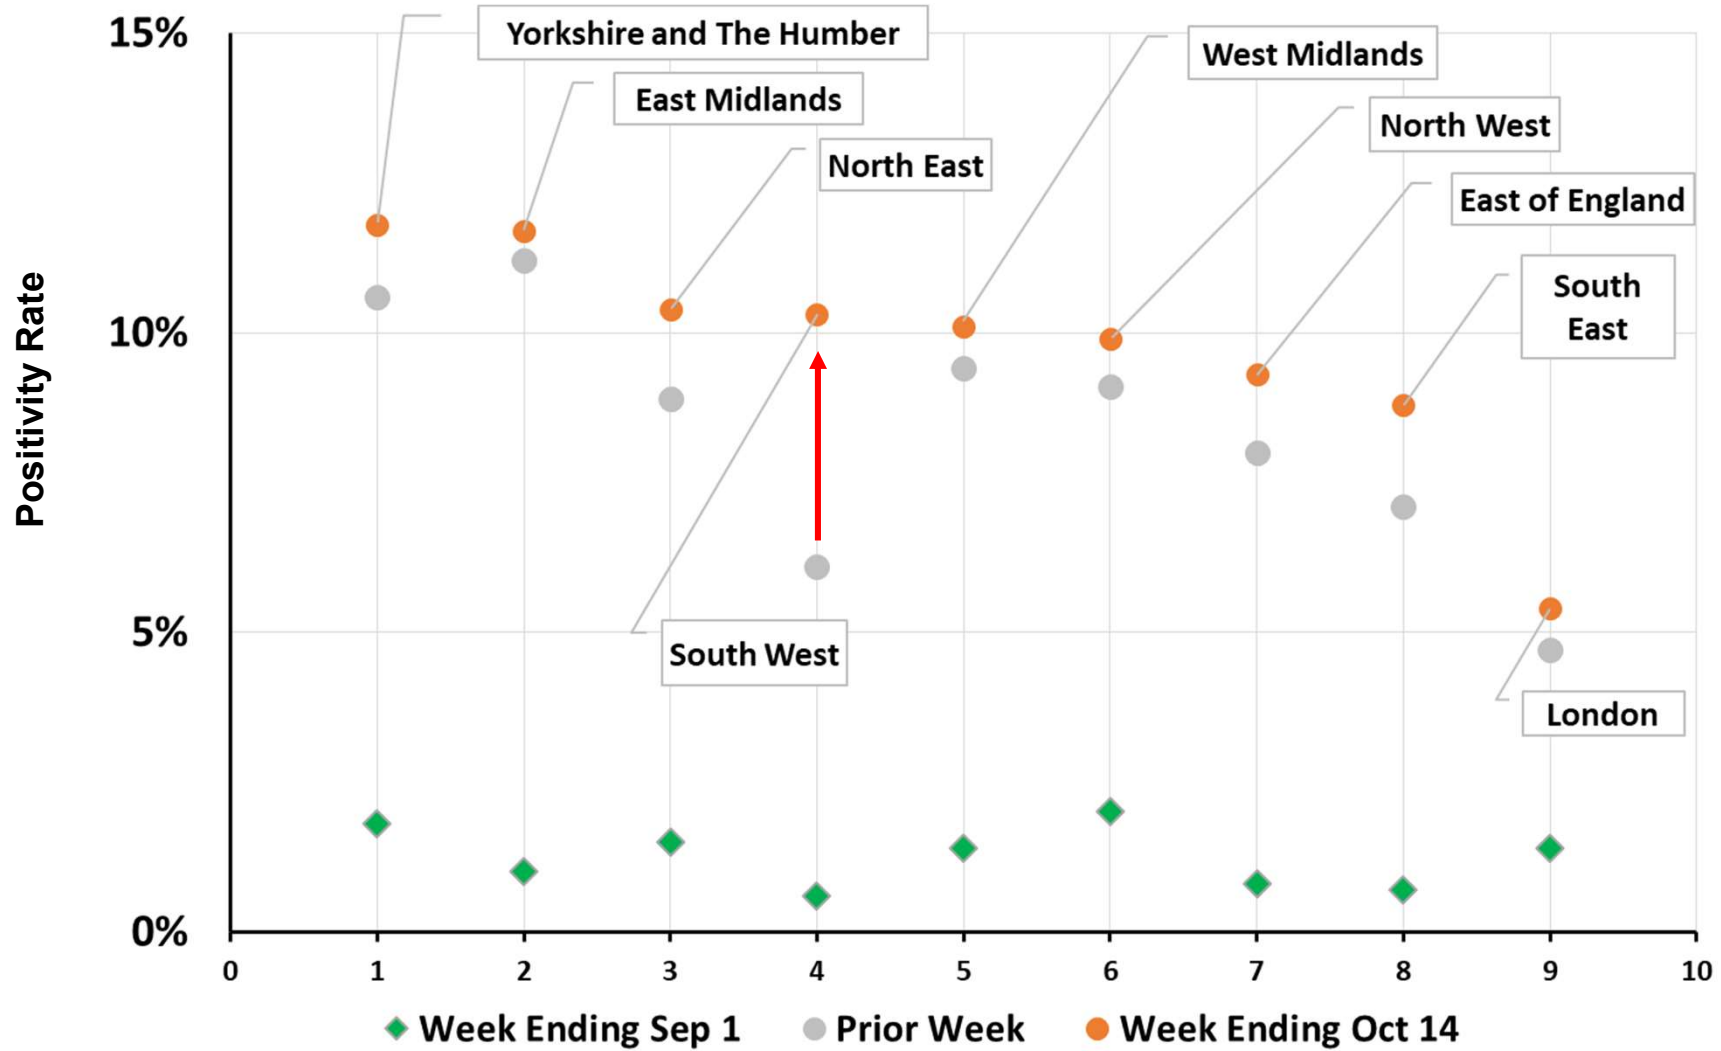 15%
Yorkshire and The Humber
West Midlands
East Midlands
North West
North East
East of England
South
East
10%
Positivity Rate
5%
South West
London
0%
0 1 2 3 4 5 6 7 8 9 10
Week Ending Sep 1 Prior Week Week Ending Oct 14